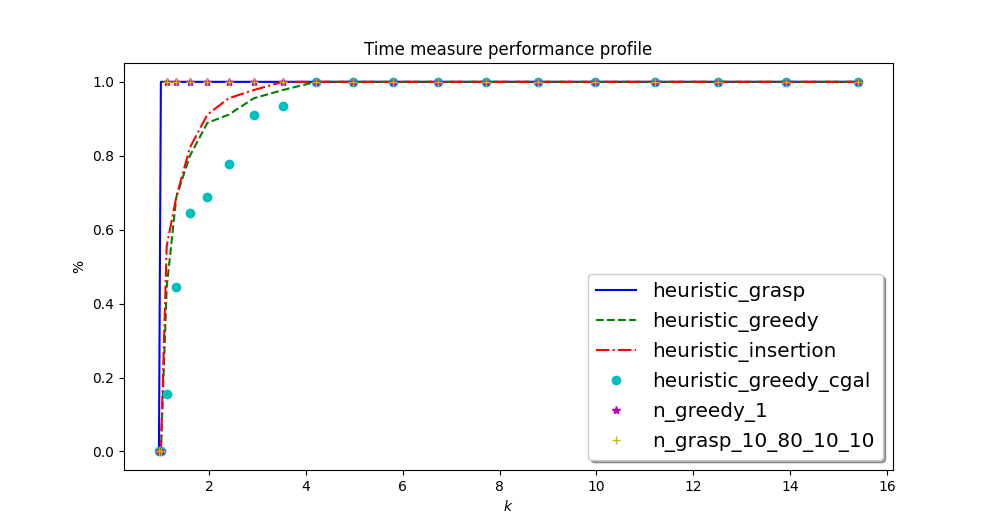 Time measure performance profile
1.0
0.8
0.6
0.4
0.2
0.0
%
2 4 6 8 10 12 14 16
k
heuristic_grasp
heuristic_greedy
heuristic_insertion
heuristic_greedy_cgal
n_greedy_1
n_grasp_10_80_10_10